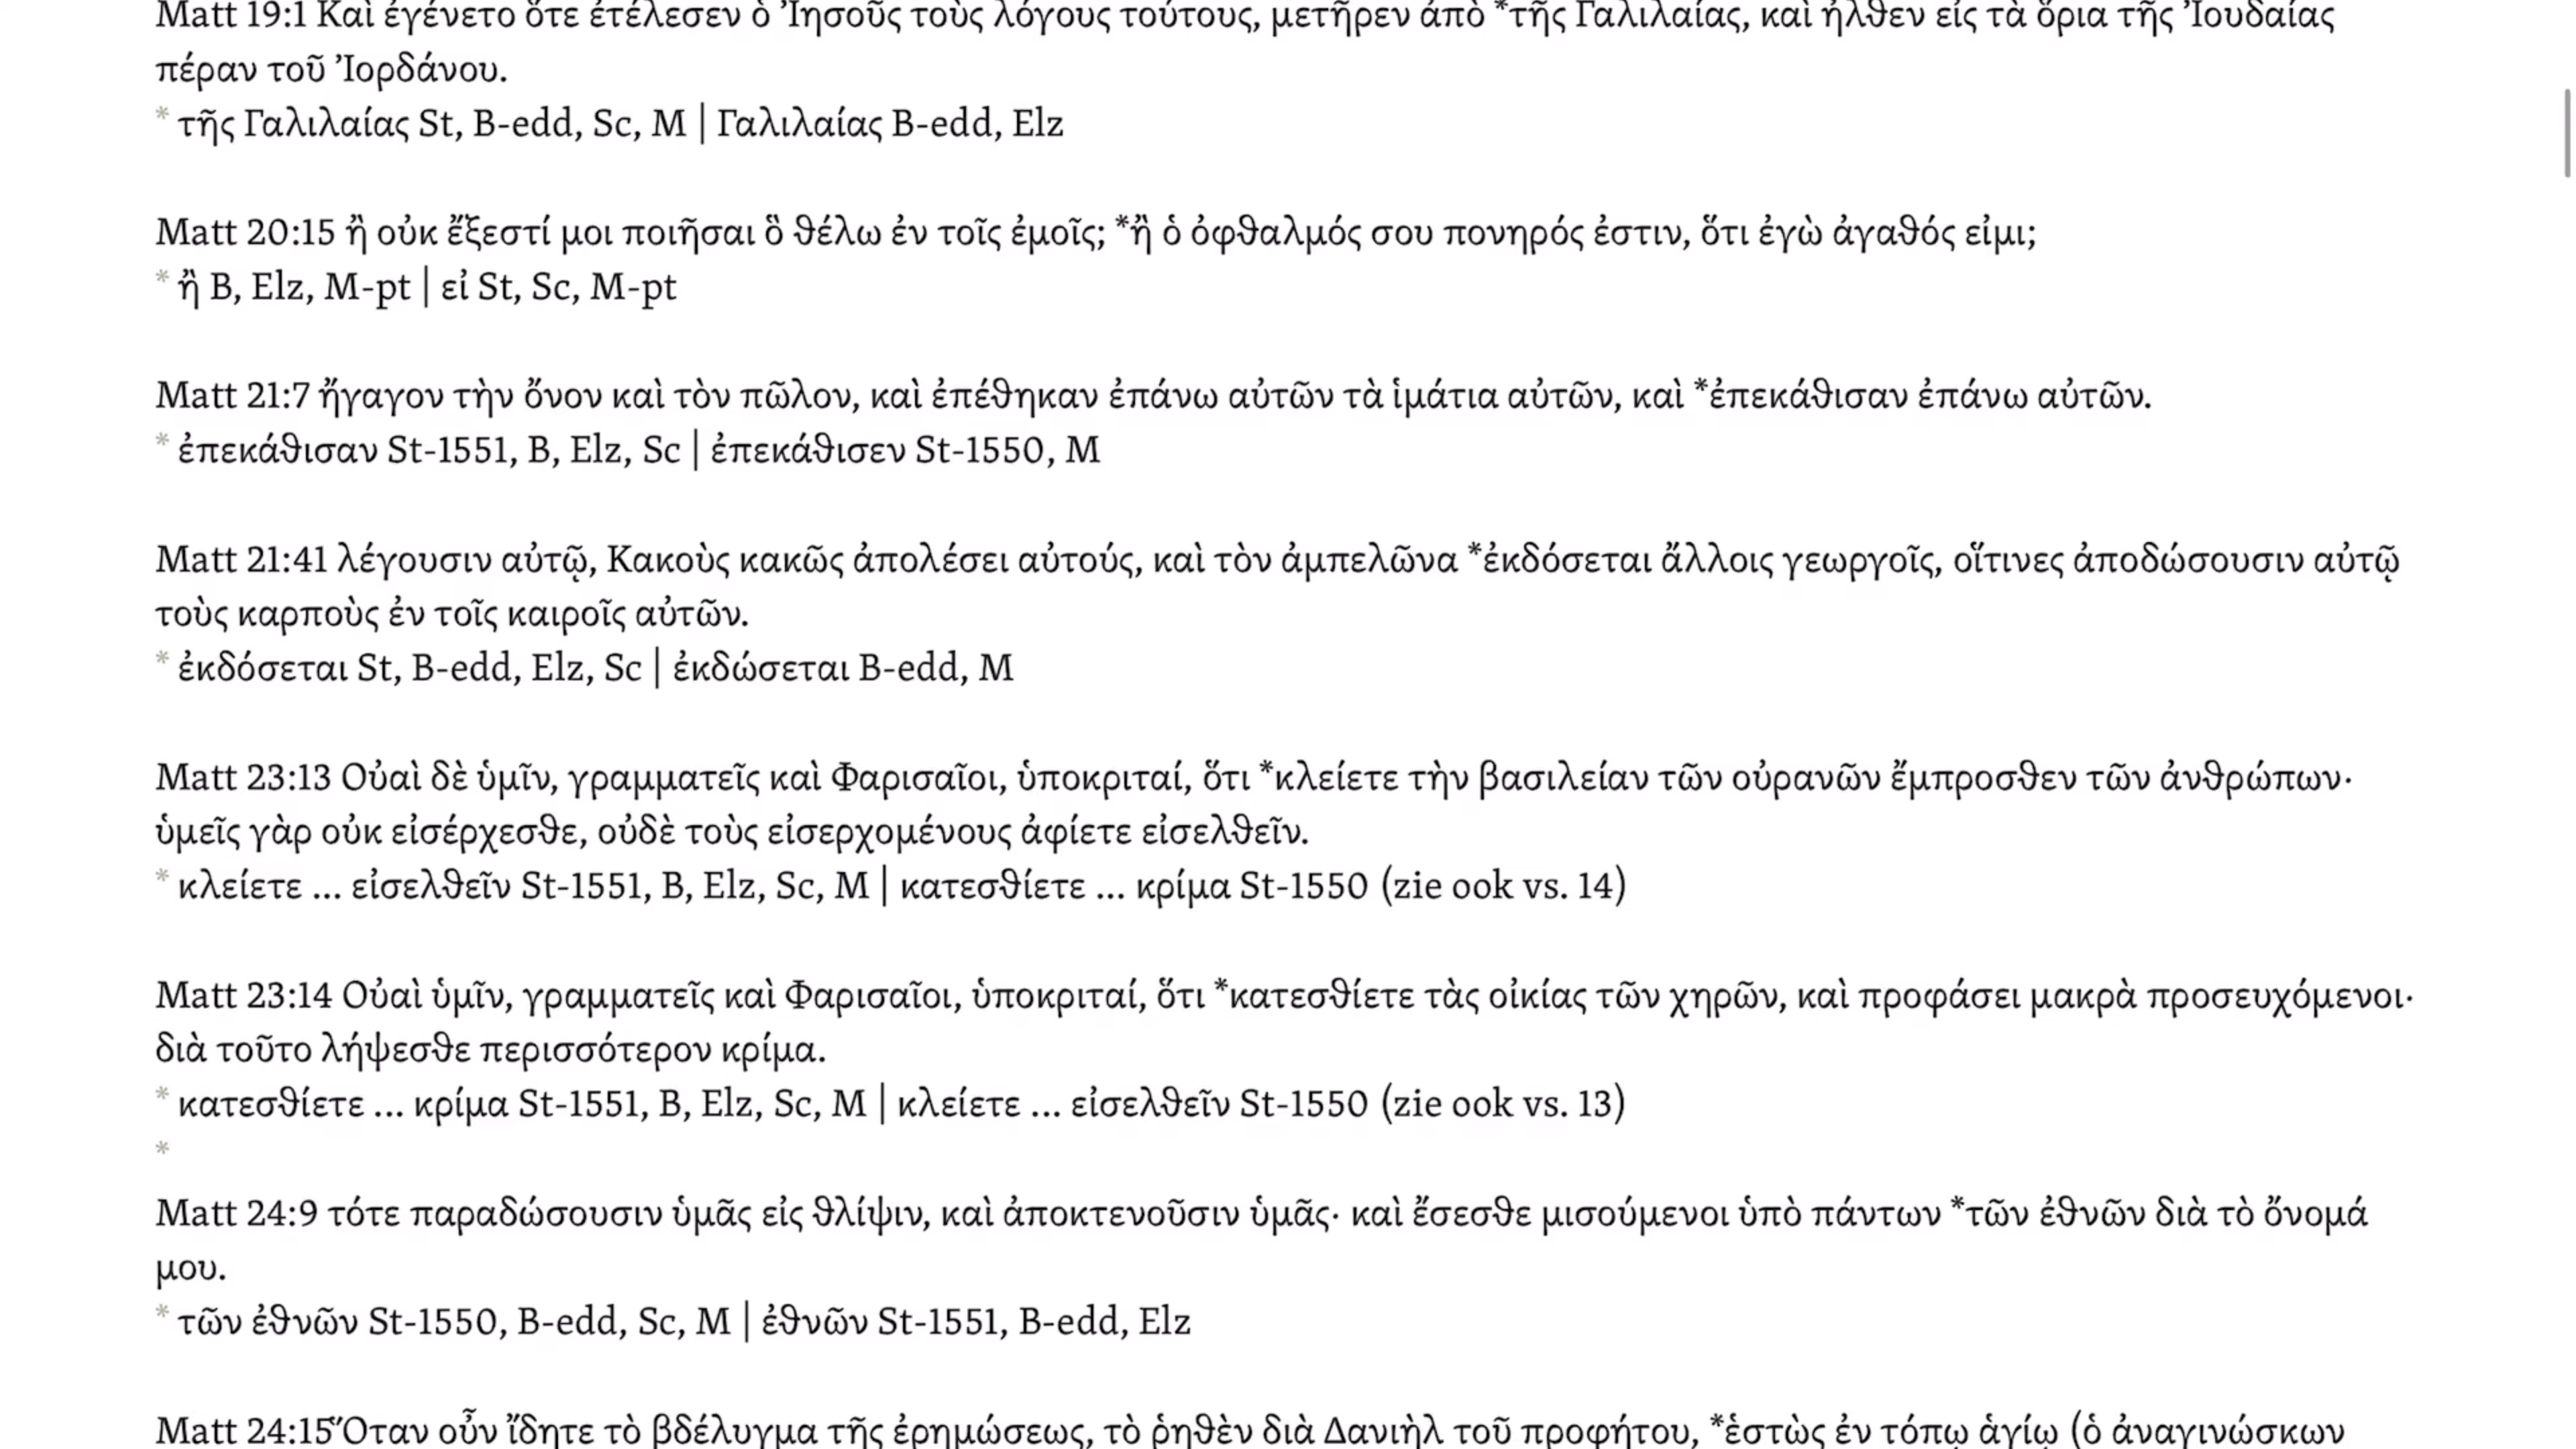 Matt 19:1 Καὶ ἐγένετο ὅτε ἐτέλεσεν ὁ Ἰησοῦς τοὺς λόγους τούτους, μετῆρεν ἀπὸ *τῆς Γαλιλαίας, καὶ ἦλθεν εἰς τὰ ὅρια τῆς Ἰουδαίας
πέραν τοῦ Ἰορδάνου.
* τῆς Γαλιλαίας St, B-edd, Sc, M | Γαλιλαίας B-edd, Elz
Matt 20:15 ἢ οὐκ ἔξεστί μοι ποιῆσαι ὃ θέλω ἐν τοῖς ἐμοῖς; *ἢ ὁ ὀφθαλμός σου πονηρός ἐστιν, ὅτι ἐγὼ ἀγαθός εἰμι;
* ἢ B, Elz, M-pt | εἰ St, Sc, M-pt
Matt 21:7 ἤγαγον τὴν ὄνον καὶ τὸν πῶλον, καὶ ἐπέθηκαν ἐπάνω αὐτῶν τὰ ἱμάτια αὐτῶν, καὶ *ἐπεκάθισαν ἐπάνω αὐτῶν.
* ἐπεκάθισαν St-1551, B, Elz, Sc | ἐπεκάθισεν St-1550, M
Matt 21:41 λέγουσιν αὐτῷ, Κακοὺς κακῶς ἀπολέσει αὐτούς, καὶ τὸν ἀμπελῶνα *ἐκδόσεται ἄλλοις γεωργοῖς, οἵτινες ἀποδώσουσιν αὐτῷ
τοὺς καρποὺς ἐν τοῖς καιροῖς αὐτῶν.
* ἐκδόσεται St, B-edd, Elz, Sc | ἐκδώσεται B-edd, M
Matt 23:13 Οὐαὶ δὲ ὑμῖν, γραμματεῖς καὶ Φαρισαῖοι, ὑποκριταί, ὅτι *κλείετε τὴν βασιλείαν τῶν οὐρανῶν ἔμπροσθεν τῶν ἀνθρώπων·
ὑμεῖς γὰρ οὐκ εἰσέρχεσθε, οὐδὲ τοὺς εἰσερχομένους ἀφίετε εἰσελθεῖν.
* κλείετε ... εἰσελθεῖν St-1551, B, Elz, Sc, M | κατεσθίετε ... κρίμα St-1550 (zie ook vs. 14)
Matt 23:14 Οὐαὶ ὑμῖν, γραμματεῖς καὶ Φαρισαῖοι, ὑποκριταί, ὅτι *κατεσθίετε τὰς οἰκίας τῶν χηρῶν, καὶ προφάσει μακρὰ προσευχόμενοι·
διὰ τοῦτο λήψεσθε περισσότερον κρίμα.
* κατεσθίετε ... κρίμα St-1551, B, Elz, Sc, M | κλείετε ... εἰσελθεῖν St-1550 (zie ook vs. 13)
*
Matt 24:9 τότε παραδώσουσιν ὑμᾶς εἰς θλίψιν, καὶ ἀποκτενοῦσιν ὑμᾶς· καὶ ἔσεσθε μισούμενοι ὑπὸ πάντων *τῶν ἐθνῶν διὰ τὸ ὄνομά
μου.
* τῶν ἐθνῶν St-1550, B-edd, Sc, M | ἐθνῶν St-1551, B-edd, Elz
Matt 24:15Ὅταν οὖν ἴδητε τὸ βδέλυγμα τῆς ἐρημώσεως, τὸ ῥηθὲν διὰ Δανιὴλ τοῦ προφήτου, *ἑστὼς ἐν τόπῳ ἁγίῳ (ὁ ἀναγινώσκων